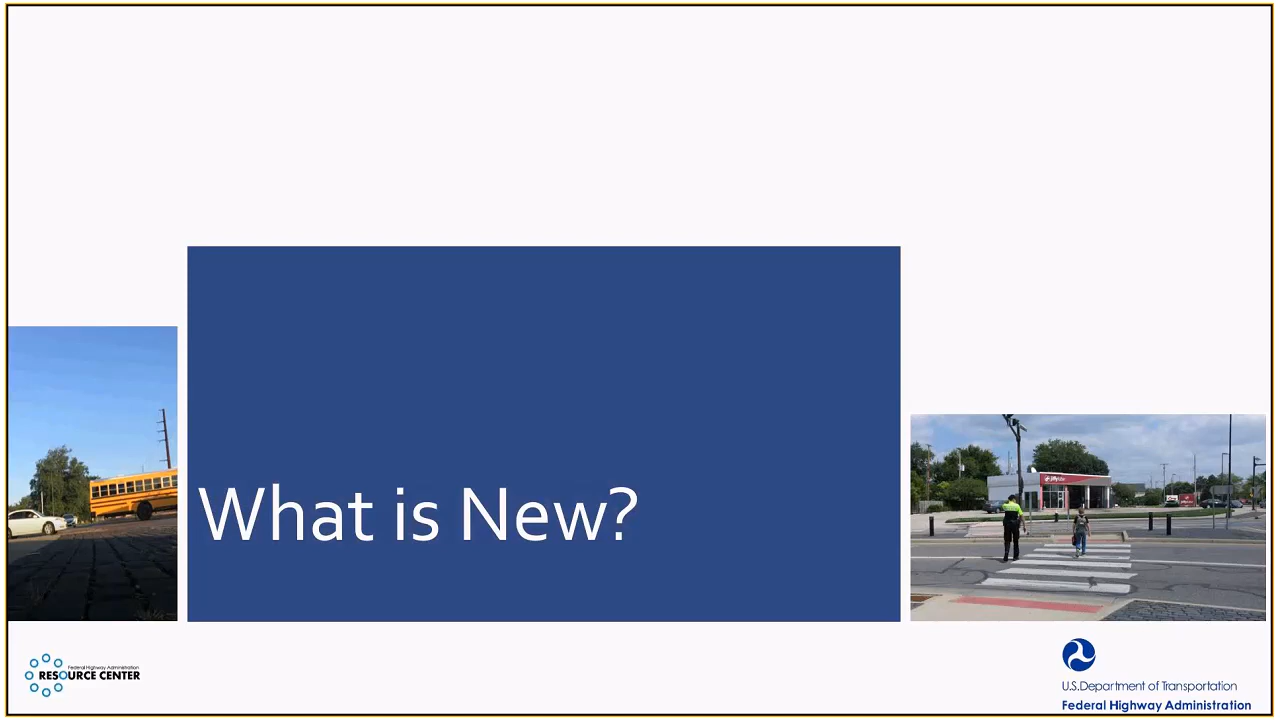 What is New?
Federal Highway Administration
RESOURCE CENTER
U.S.Department of Transportation
Federal Highway Administration